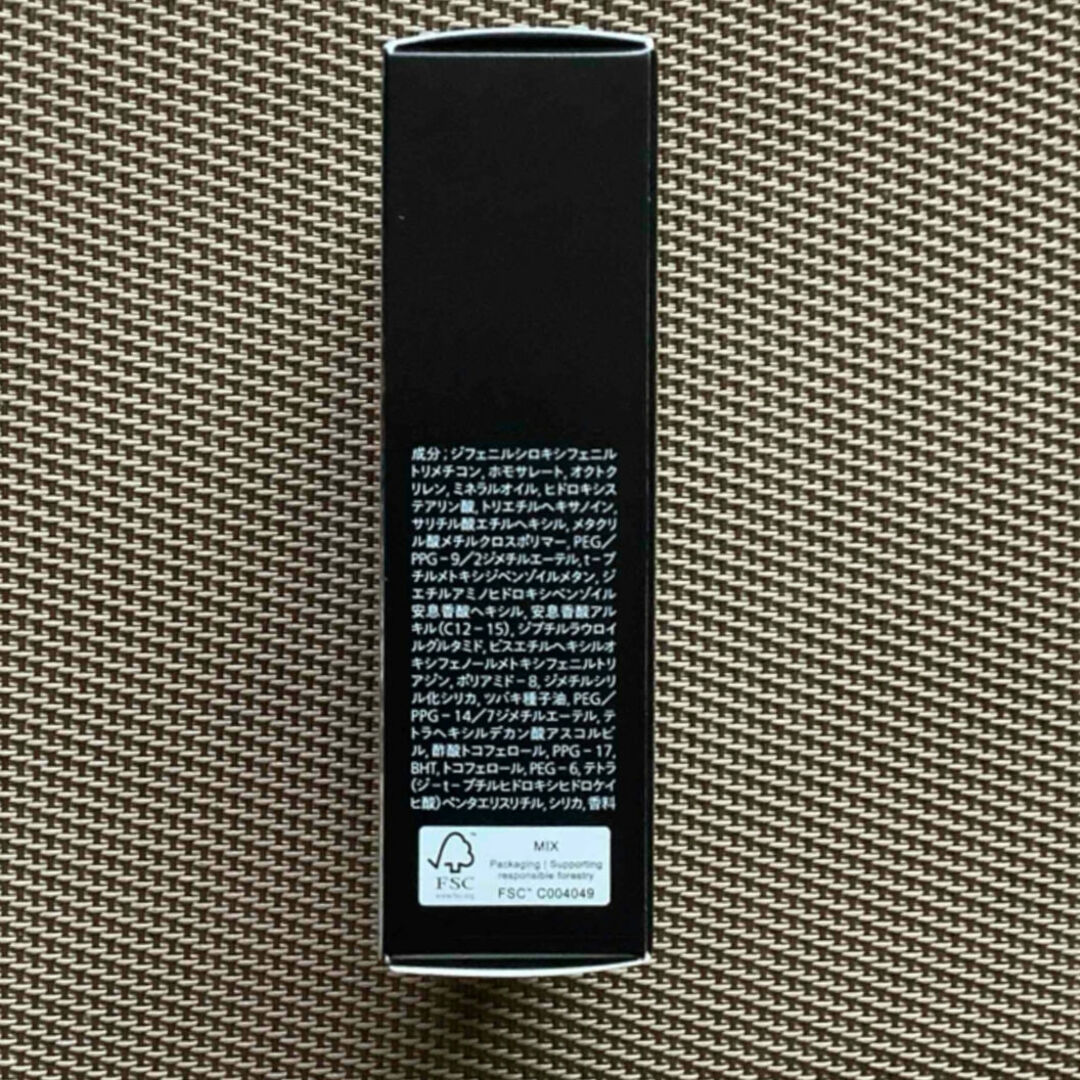 成分;ジフェニルシロキシフェニル
トリメチコン, ホモサレート, オクトク
リレン, ミネラルオイル, ヒドロキシス
テアリン酸, トリエチルヘキサノイン,
サリチル酸エチルヘキシル, メタクリ
ル酸メチルクロスポリマー, PEG/
PPG-9/2ジメチルエーテル, t-ブ
チルメトキシジベンゾイルメタン, ジ
エチルアミノヒドロキシベンゾイル
安息香酸ヘキシル, 安息香酸アル
キル(C12-15), ジブチルラウロイ
ルグルタミド, ビスエチルヘキシルオ
キシフェノールメトキシフェニルトリ
アジン, ポリアミド-8, ジメチルシリ
ル化シリカ, ツバキ種子油, PEG/
PPG-14/7ジメチルエーテル, テ
トラヘキシルデカン酸アスコルビ
ル, 酢酸トコフェロール, PPG-17,
BHT, トコフェロール, PEG-6, テトラ
(ジ-t-ブチルヒドロキシヒドロケイ
ヒ酸)ペンタエリスリチル, シリカ, 香料
MIX
Packaging | Supporting
responsible forestry
FSC™ C004049
FSC
www.fsc.org